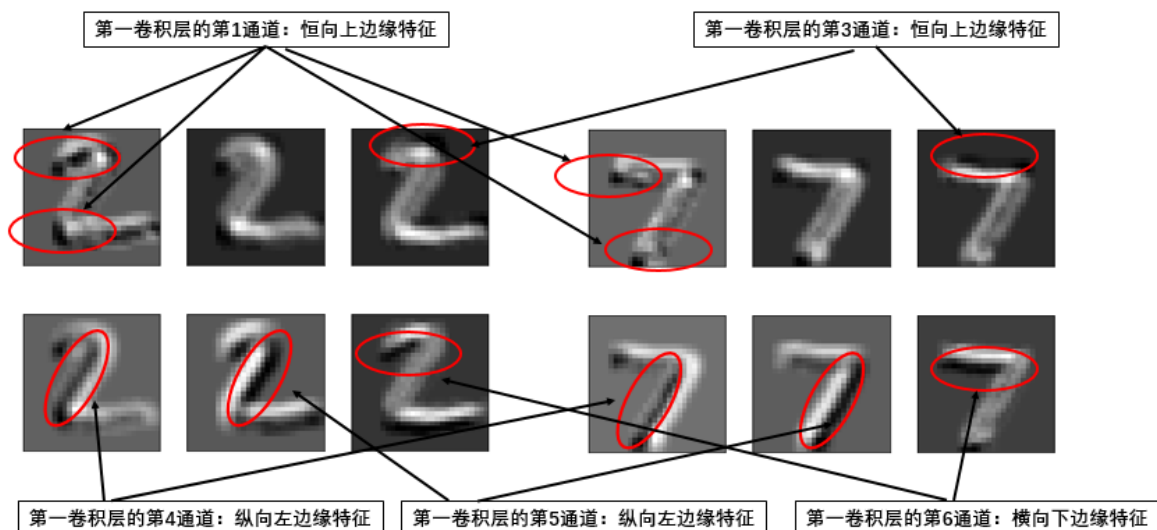 第一卷积层的第1通道：恒向上边缘特征
第一卷积层的第3通道：恒向上边缘特征
第一卷积层的第4通道：纵向左边缘特征
第一卷积层的第5通道：纵向左边缘特征
第一卷积层的第6通道：横向下边缘特征